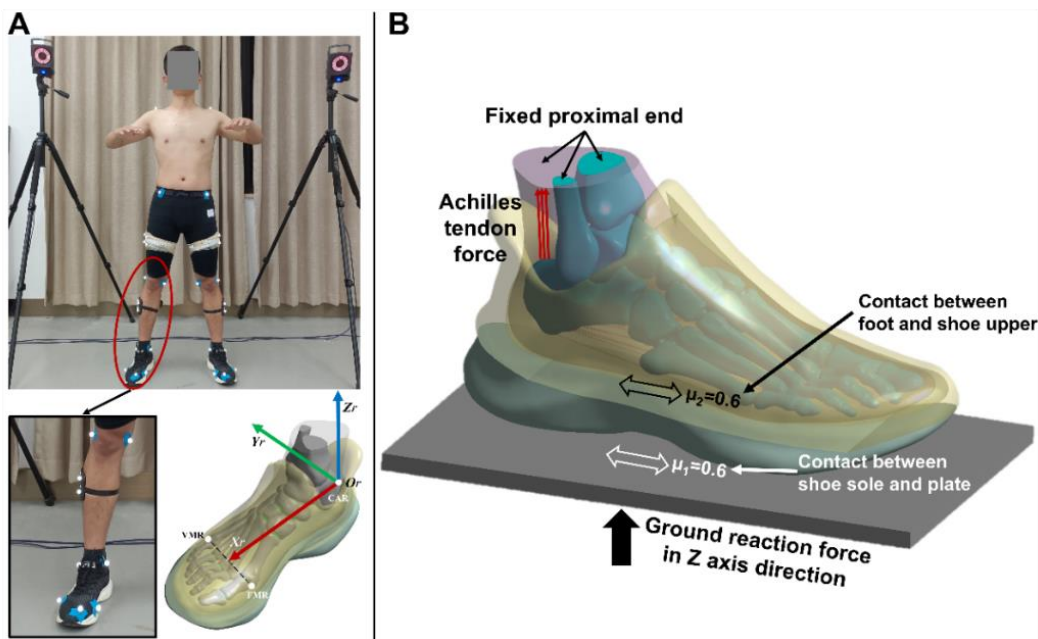 A
B
Fixed proximal end
Achilles
tendon
force
Contact between
foot and shoe upper
μ₂=0.6
μ₁=0.6
Contact between
shoe sole and plate
Ground reaction force
in Z axis direction
Zr
Yr
Or
CAR
Xr
VMR
TMR